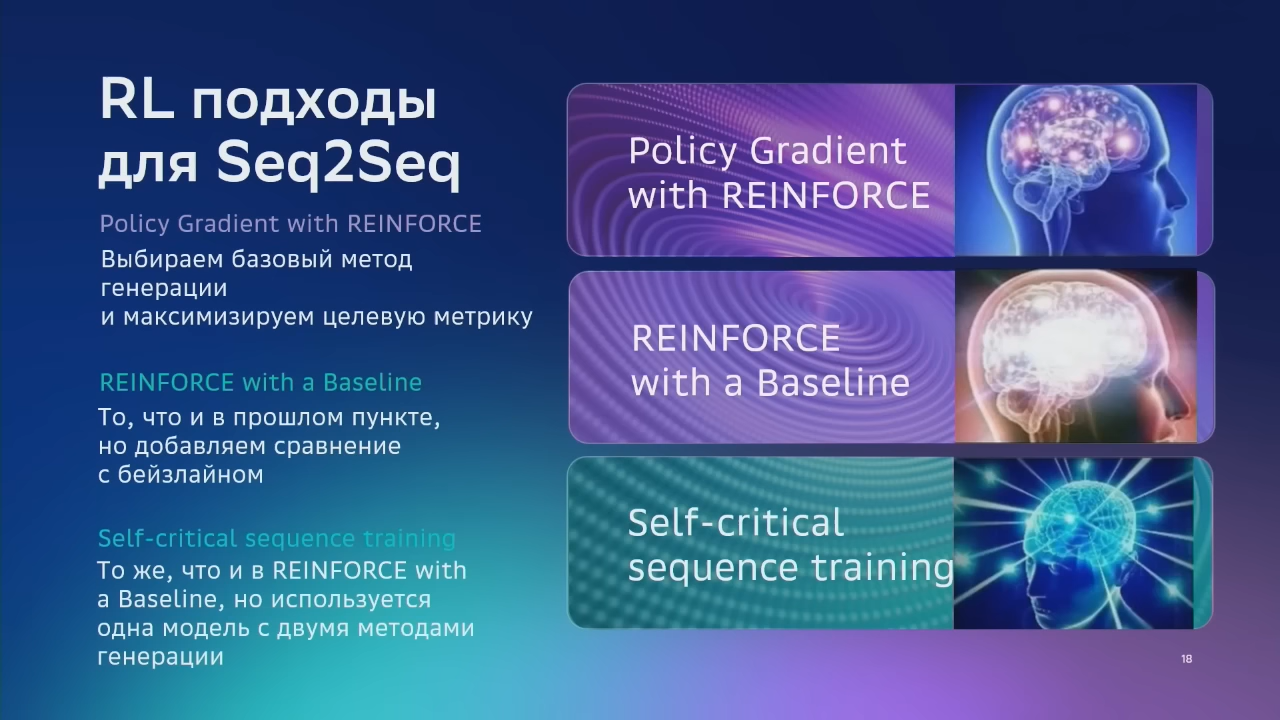 RL подходы
для Seq2Seq
Policy Gradient with REINFORCE
Выбираем базовый метод
генерации
и максимизируем целевую метрику
REINFORCE with a Baseline
То, что и в прошлом пункте,
но добавляем сравнение
с бейзлайном
Self-critical sequence training
То же, что и в REINFORCE with
a Baseline, но используется
одна модель с двумя методами
генерации
Policy Gradient
with REINFORCE
REINFORCE
with a Baseline
Self-critical
sequence training
18